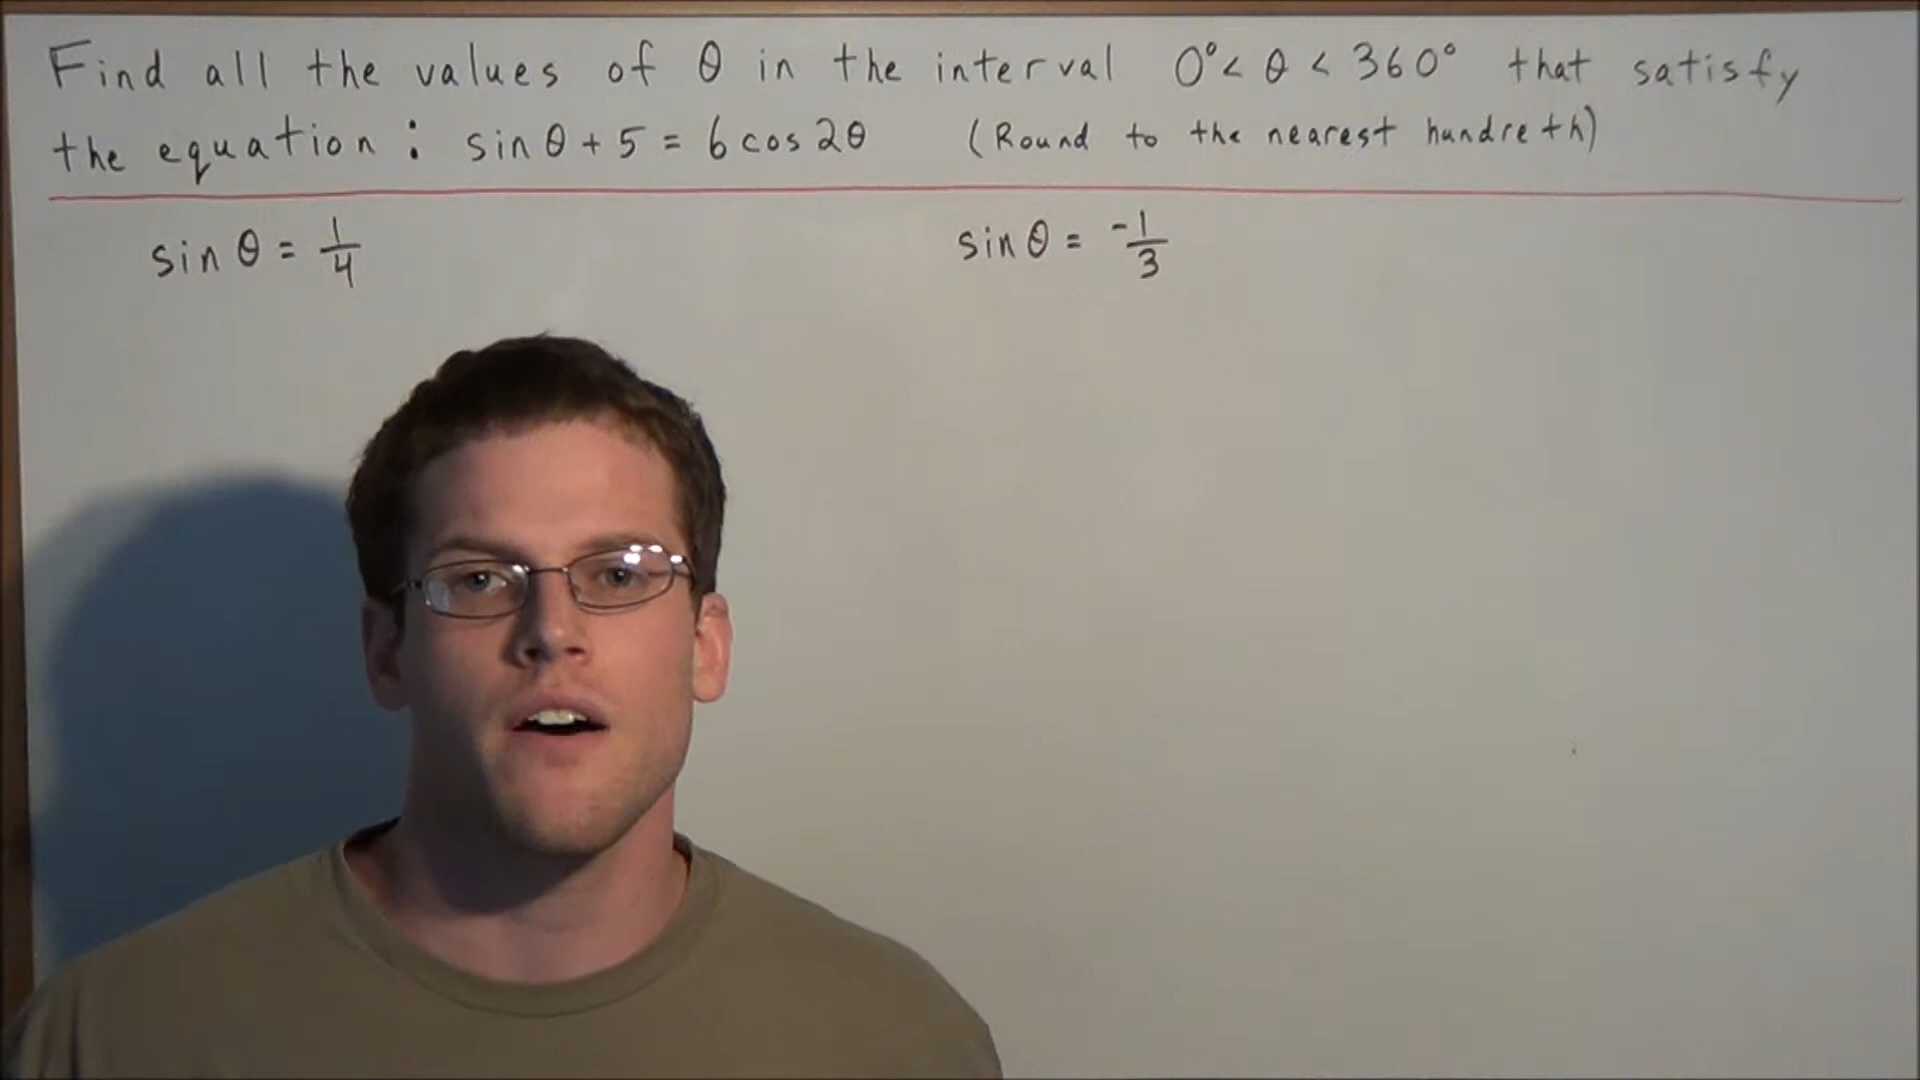 Find all the values of θ in the interval 0° < θ < 360° that satisfy
the equation : sin θ + 5 = 6 cos 2θ (Round to the nearest hundreth)
sin θ = 1/4
sin θ = -1/3